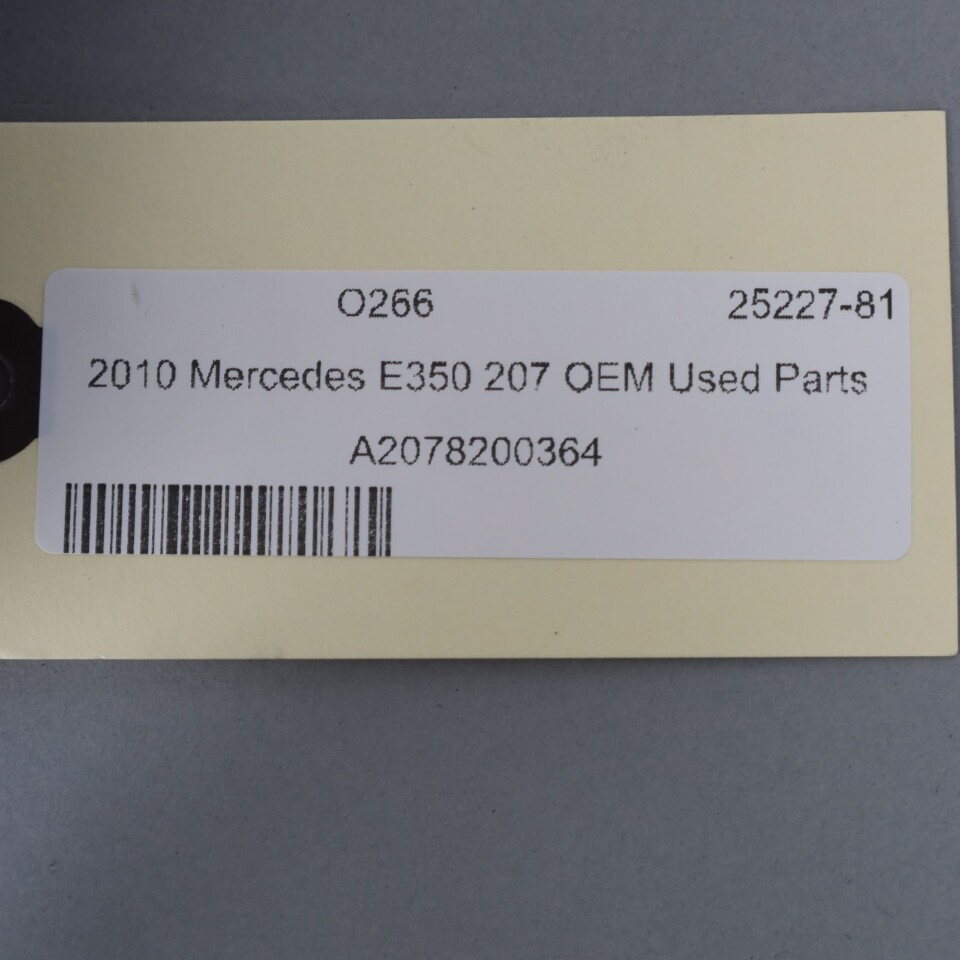 O266 25227-81
2010 Mercedes E350 207 OEM Used Parts
A2078200364